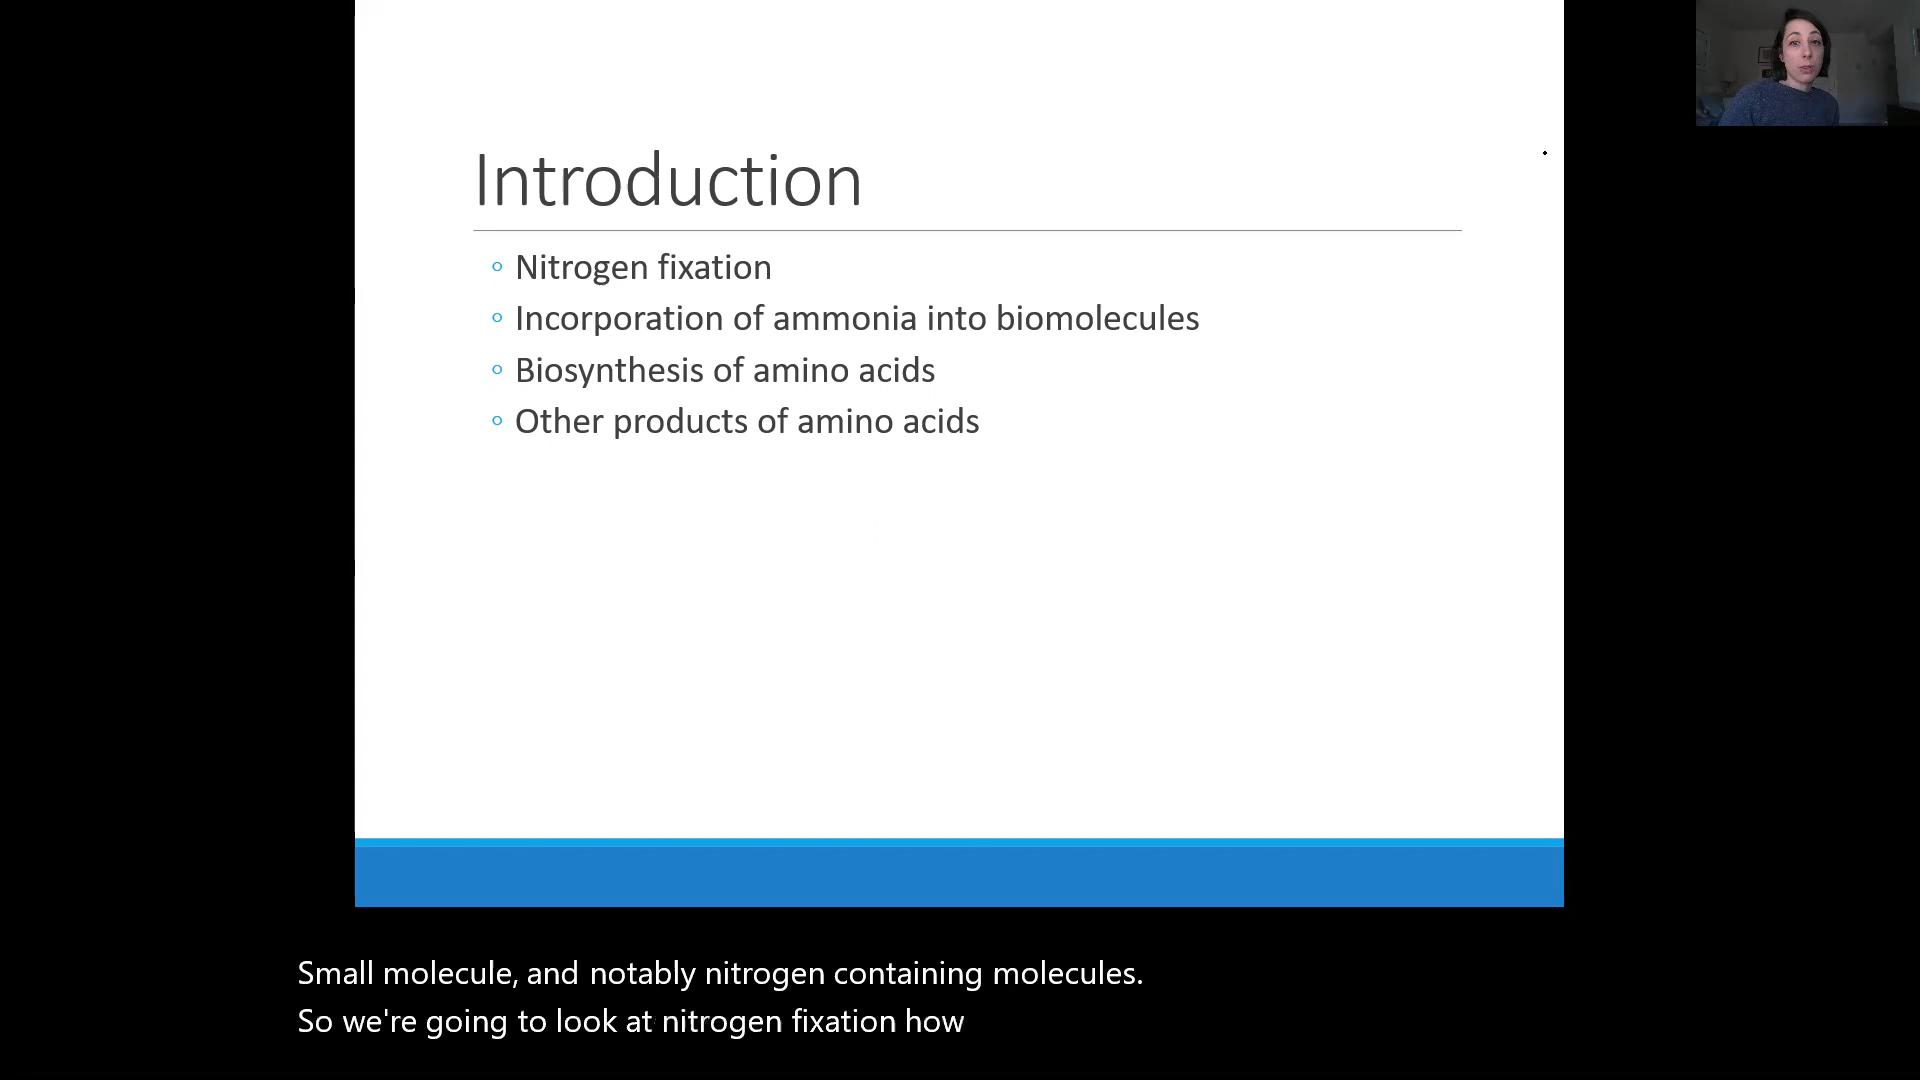 Introduction
Nitrogen fixation
Incorporation of ammonia into biomolecules
Biosynthesis of amino acids
Other products of amino acids
Small molecule, and notably nitrogen containing molecules.
So we're going to look at nitrogen fixation how